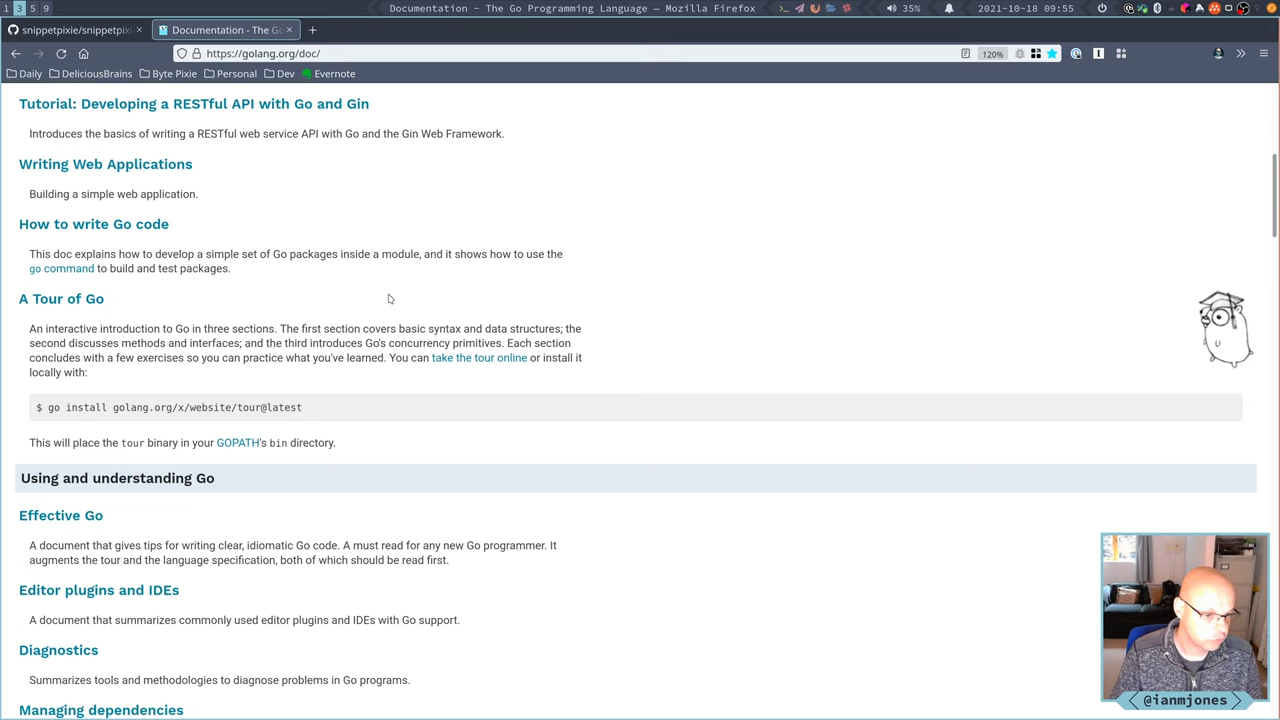 1 3 5 9
Documentation - The Go Programming Language — Mozilla Firefox
35%
2021-10-18 09:55
snippetpixie/snippetpixi
Documentation - The Go
https://golang.org/doc/
120%
Daily
DeliciousBrains
Byte Pixie
Personal
Dev
Evernote
Tutorial: Developing a RESTful API with Go and Gin
Introduces the basics of writing a RESTful web service API with Go and the Gin Web Framework.
Writing Web Applications
Building a simple web application.
How to write Go code
This doc explains how to develop a simple set of Go packages inside a module, and it shows how to use the
go command to build and test packages.
A Tour of Go
An interactive introduction to Go in three sections. The first section covers basic syntax and data structures; the
second discusses methods and interfaces; and the third introduces Go's concurrency primitives. Each section
concludes with a few exercises so you can practice what you've learned. You can take the tour online or install it
locally with:
$ go install golang.org/x/website/tour@latest
This will place the tour binary in your GOPATH's bin directory.
Using and understanding Go
Effective Go
A document that gives tips for writing clear, idiomatic Go code. A must read for any new Go programmer. It
augments the tour and the language specification, both of which should be read first.
Editor plugins and IDEs
A document that summarizes commonly used editor plugins and IDEs with Go support.
Diagnostics
Summarizes tools and methodologies to diagnose problems in Go programs.
Managing dependencies
@ianmjones